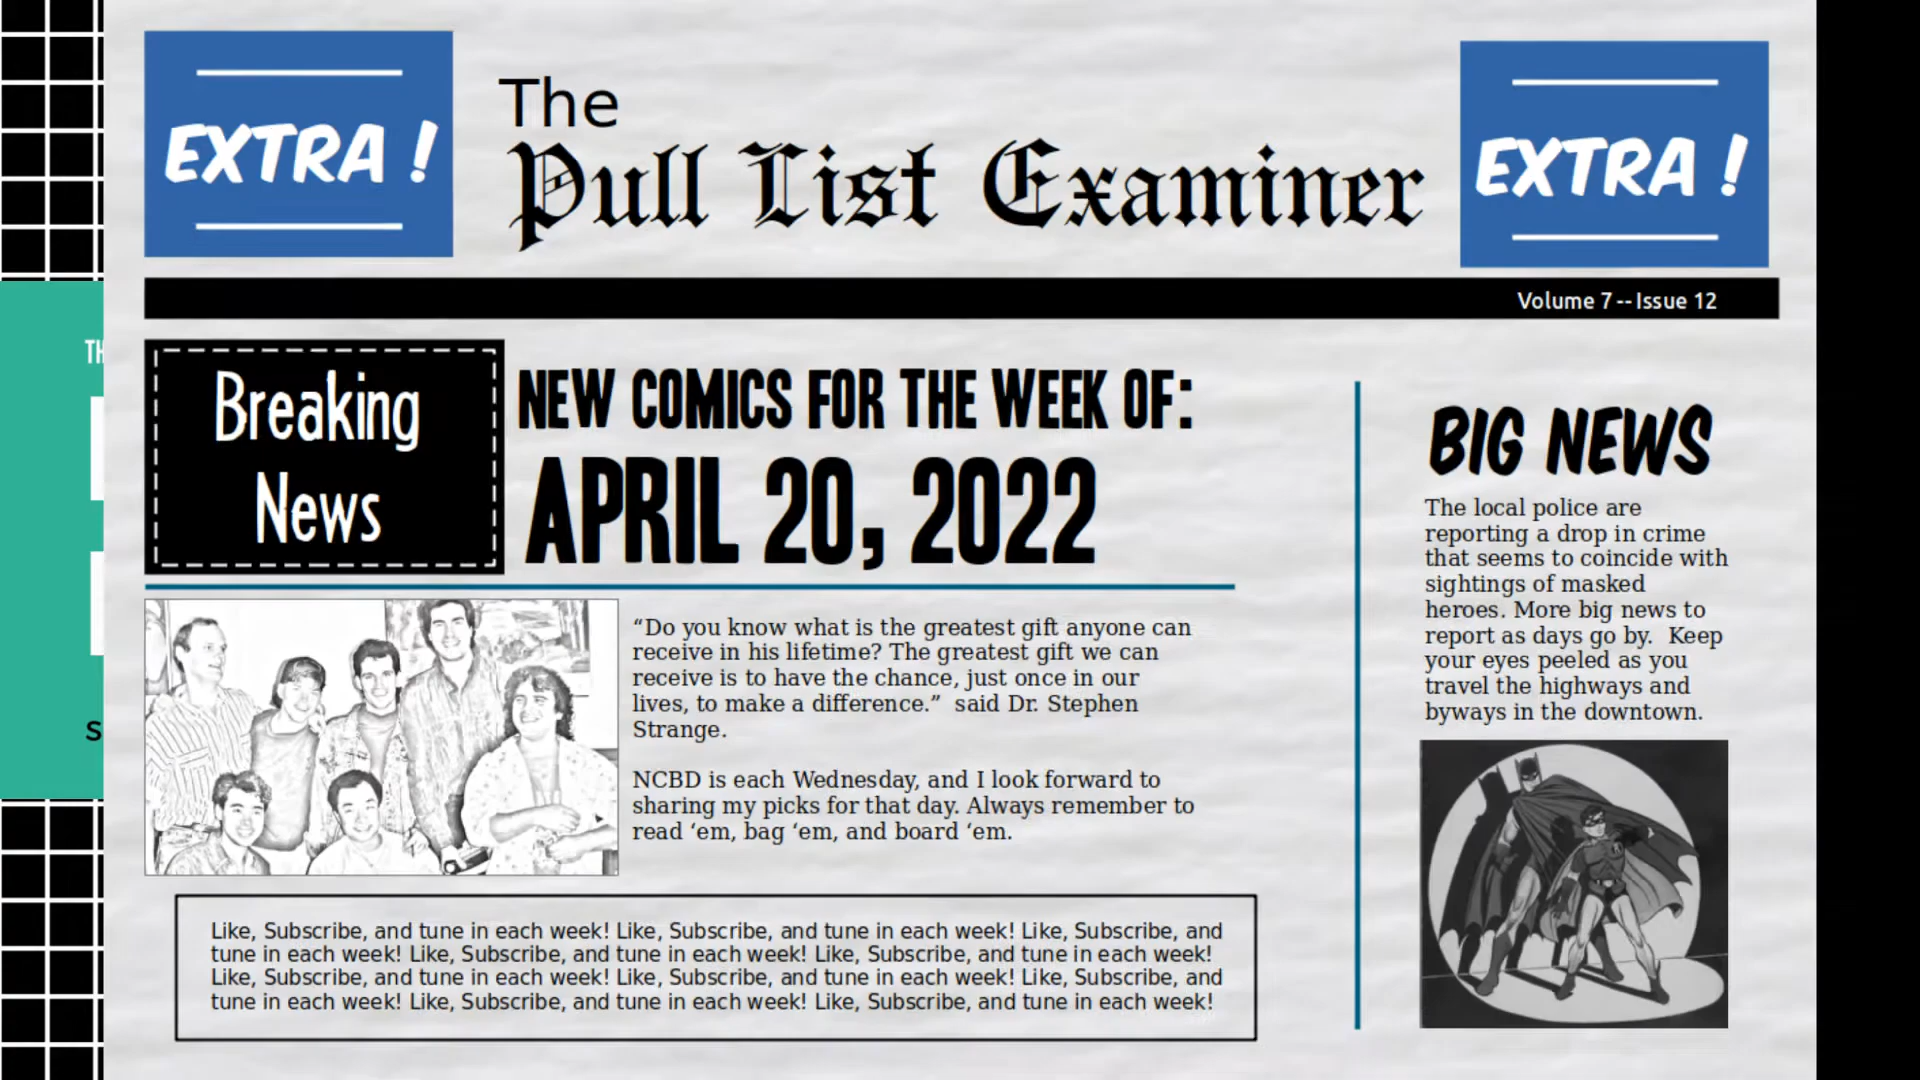 EXTRA !
The
Pull List Examiner
EXTRA !
Volume 7 -- Issue 12
TH
S
Breaking
News
NEW COMICS FOR THE WEEK OF:
APRIL 20, 2022
“Do you know what is the greatest gift anyone can
receive in his lifetime? The greatest gift we can
receive is to have the chance, just once in our
lives, to make a difference.”  said Dr. Stephen
Strange.
NCBD is each Wednesday, and I look forward to
sharing my picks for that day. Always remember to
read ‘em, bag ‘em, and board ‘em.
Like, Subscribe, and tune in each week! Like, Subscribe, and tune in each week! Like, Subscribe, and
tune in each week! Like, Subscribe, and tune in each week! Like, Subscribe, and tune in each week!
Like, Subscribe, and tune in each week! Like, Subscribe, and tune in each week! Like, Subscribe, and
tune in each week! Like, Subscribe, and tune in each week! Like, Subscribe, and tune in each week!
BIG NEWS
The local police are
reporting a drop in crime
that seems to coincide with
sightings of masked
heroes. More big news to
report as days go by.  Keep
your eyes peeled as you
travel the highways and
byways in the downtown.